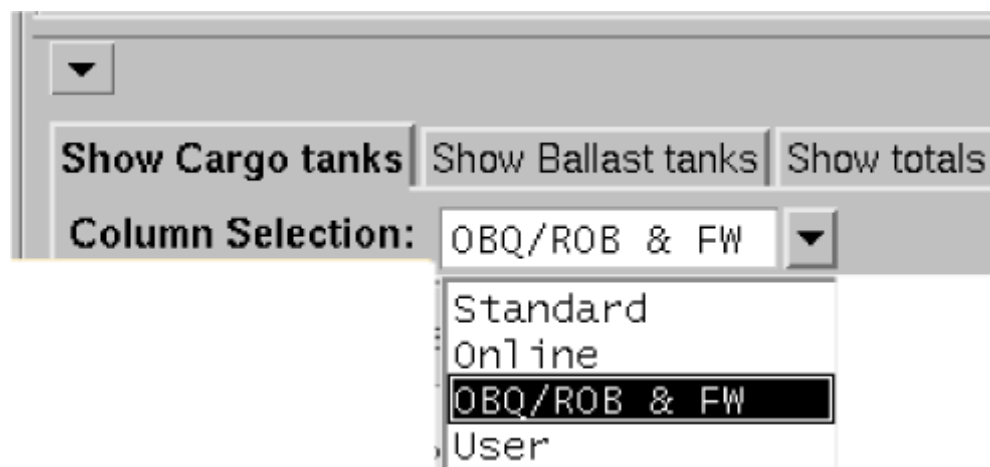 Show Cargo tanks Show Ballast tanks Show totals
Column Selection: OBQ/ROB & FW
Standard
Online
OBQ/ROB & FW
User